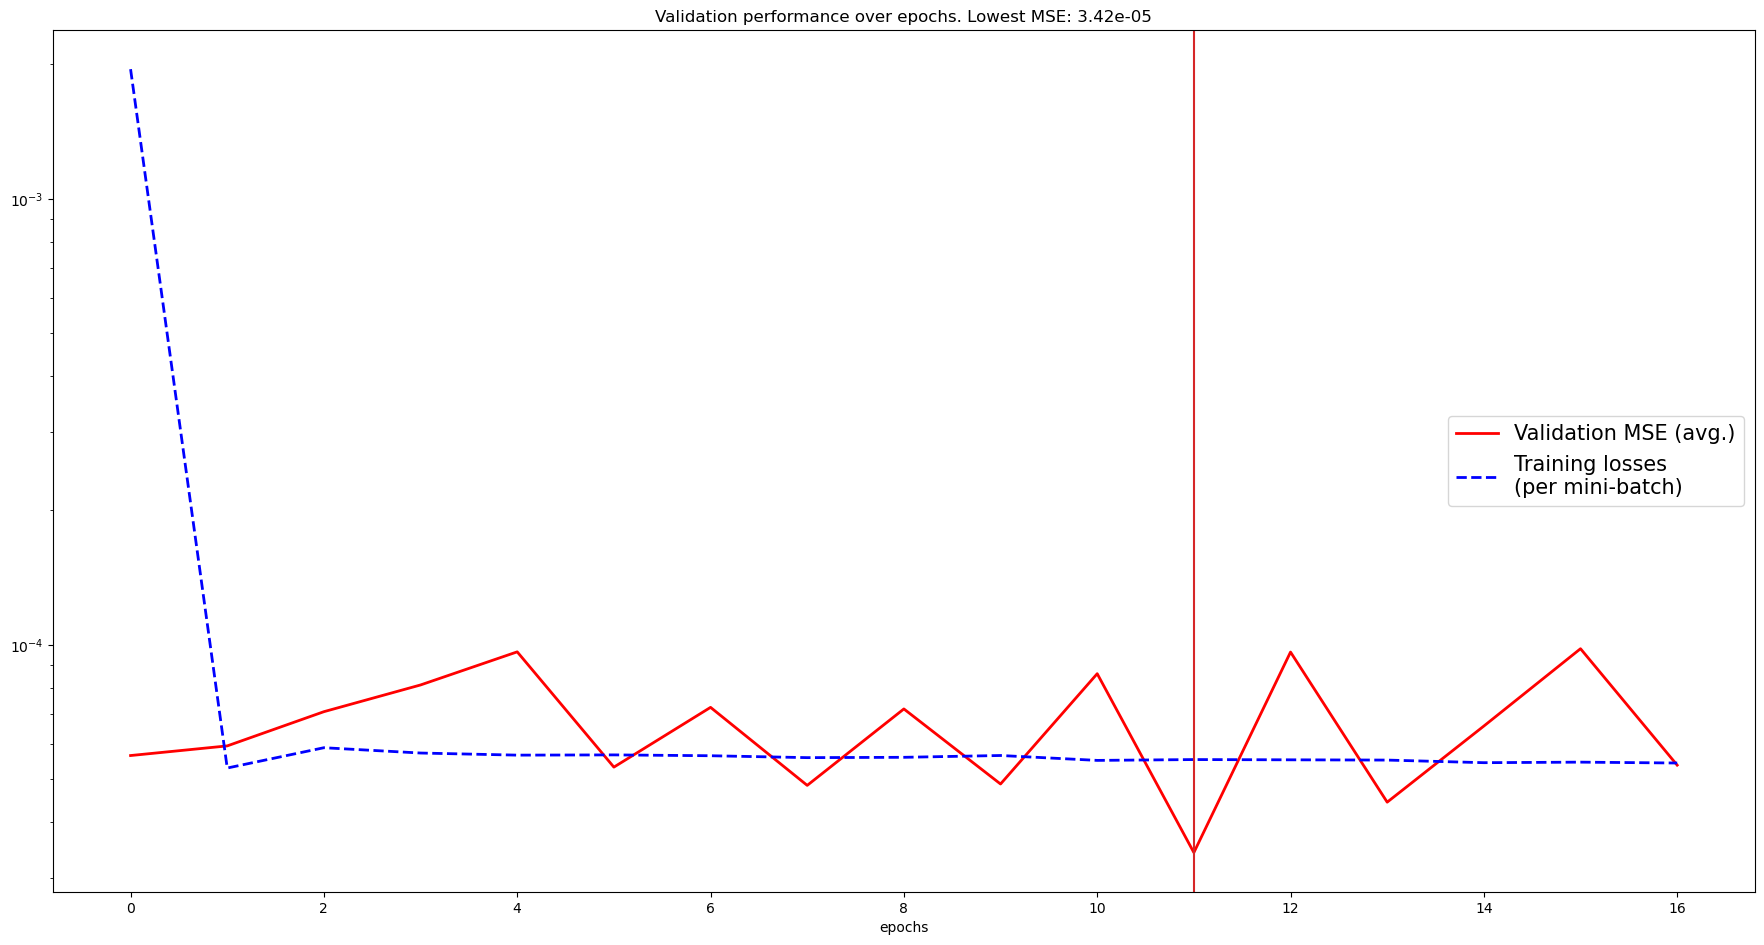 Validation performance over epochs. Lowest MSE: 3.42e-05
10⁻³
10⁻⁴
Validation MSE (avg.)
Training losses
(per mini-batch)
0 2 4 6 8 10 12 14 16
epochs